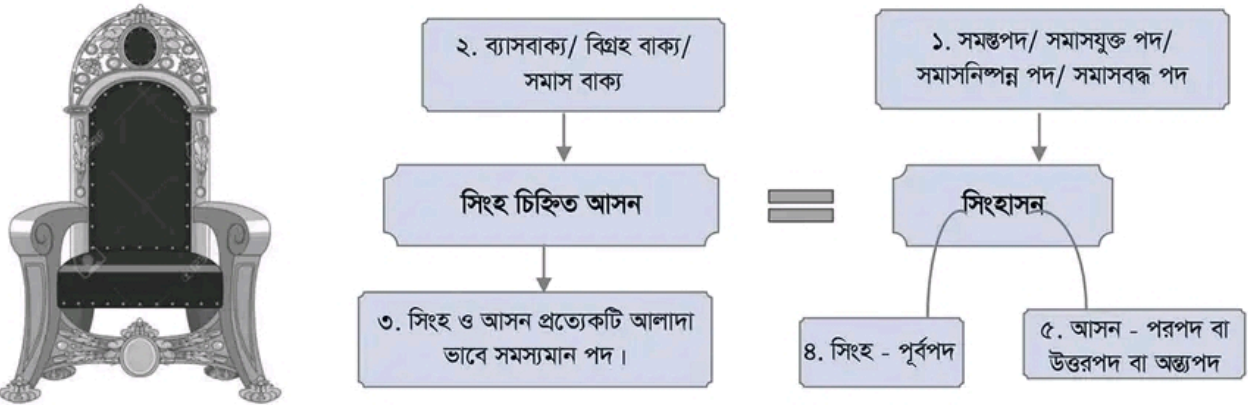 ২. ব্যাসবাক্য/ বিগ্রহ বাক্য/
সমাস বাক্য
১. সমস্তপদ/ সমাসযুক্ত পদ/
সমাসনিষ্পন্ন পদ/ সমাসবদ্ধ পদ
সিংহ চিহ্নিত আসন
=
সিংহাসন
৩. সিংহ ও আসন প্রত্যেকটি আলাদা
ভাবে সমস্যমান পদ।
৪. সিংহ - পূর্বপদ
৫. আসন - পরপদ বা
উত্তরপদ বা অন্ত্যপদ